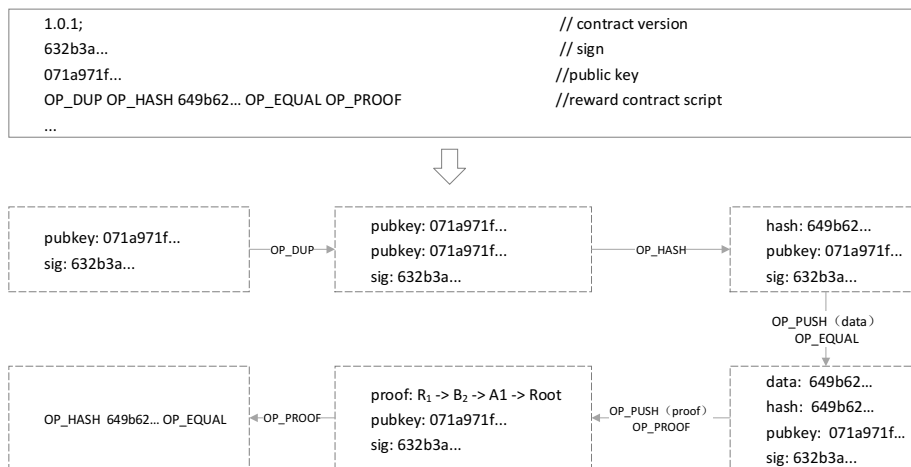 1.0.1; // contract version
632b3a... // sign
071a971f... //public key
OP_DUP OP_HASH 649b62... OP_EQUAL OP_PROOF //reward contract script
...
pubkey: 071a971f...
sig: 632b3a...
OP_DUP
pubkey: 071a971f...
pubkey: 071a971f...
sig: 632b3a...
OP_HASH
hash: 649b62...
pubkey: 071a971f...
sig: 632b3a...
OP_PUSH（data）
OP_EQUAL
data: 649b62...
hash: 649b62...
pubkey: 071a971f...
sig: 632b3a...
OP_PUSH（proof）
OP_PROOF
proof: R₁ -> B₂ -> A1 -> Root
pubkey: 071a971f...
sig: 632b3a...
OP_PROOF
OP_HASH 649b62... OP_EQUAL